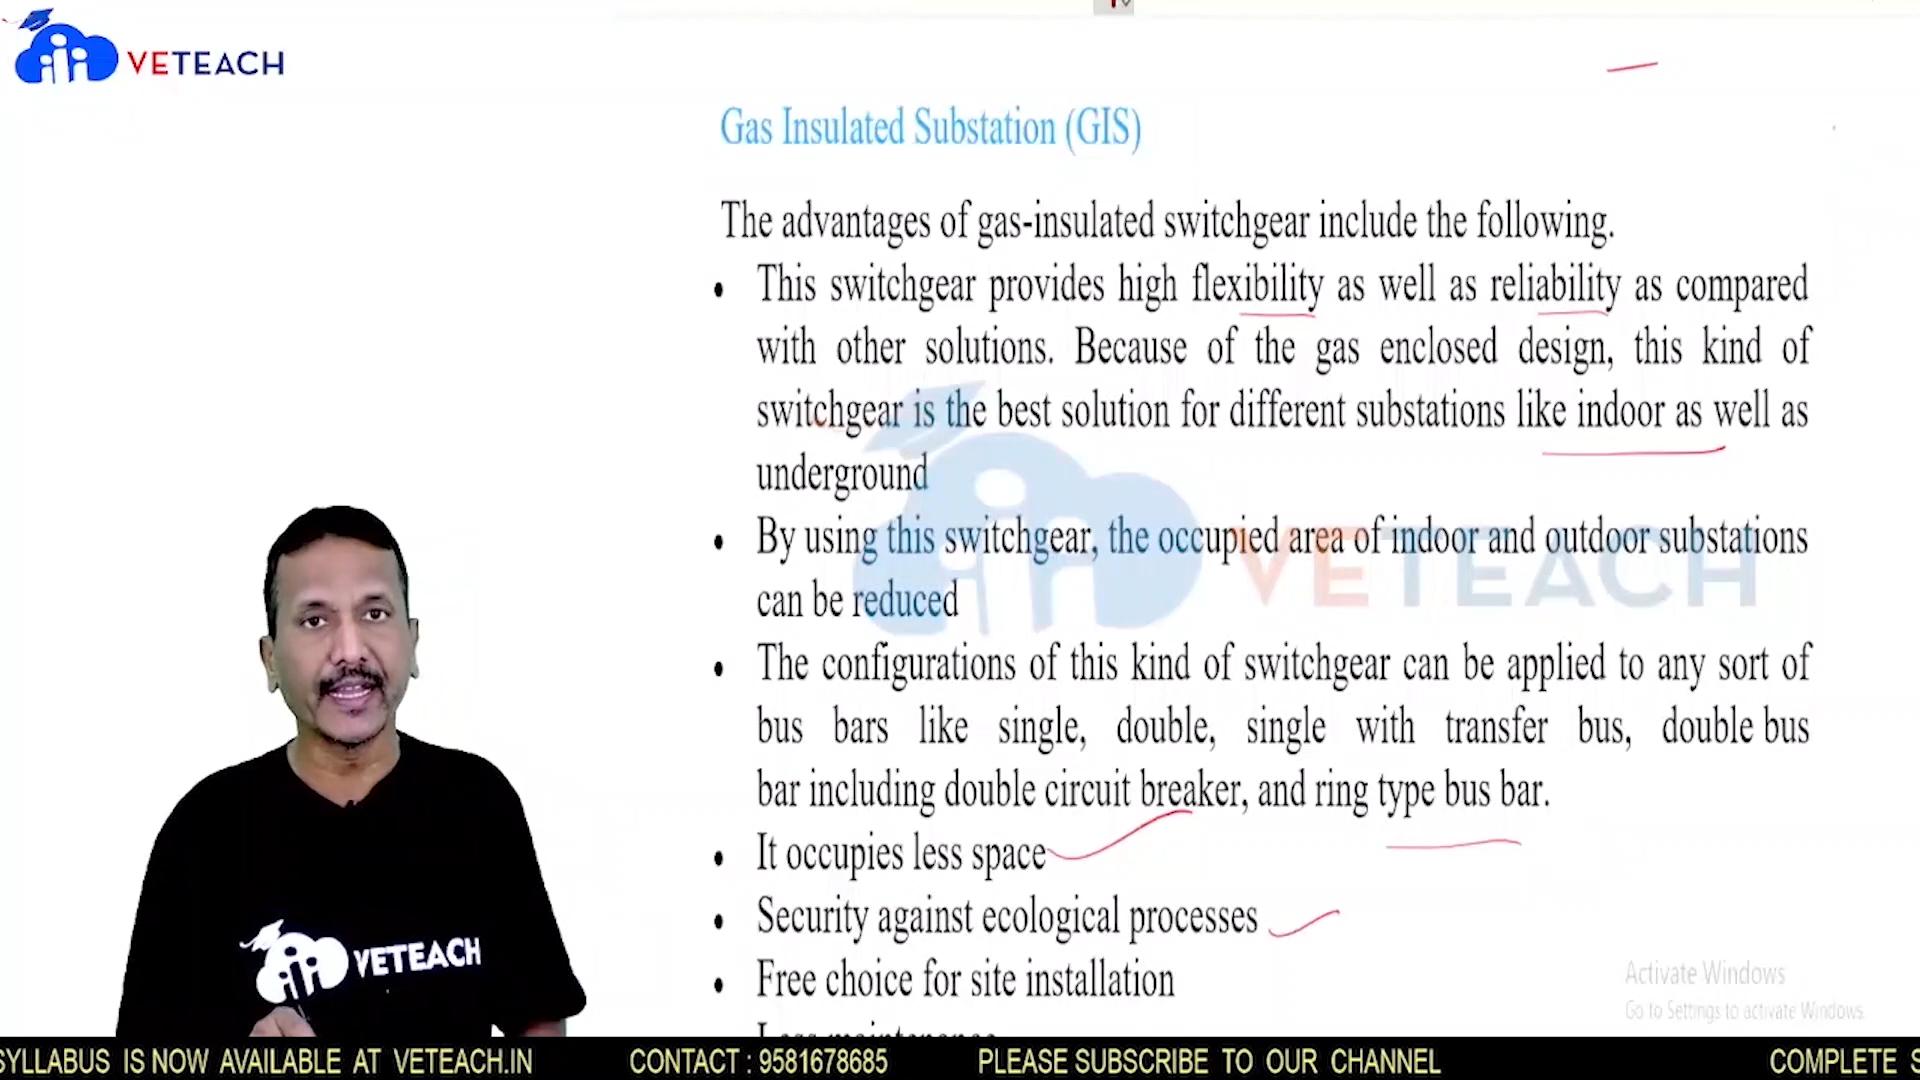 VETEACH
Gas Insulated Substation (GIS)
The advantages of gas-insulated switchgear include the following.
• This switchgear provides high flexibility as well as reliability as compared
with other solutions. Because of the gas enclosed design, this kind of
switchgear is the best solution for different substations like indoor as well as
underground
• By using this switchgear, the occupied area of indoor and outdoor substations
can be reduced
VETEACH
• The configurations of this kind of switchgear can be applied to any sort of
bus bars like single, double, single with transfer bus, double bus
bar including double circuit breaker, and ring type bus bar.
• It occupies less space
• Security against ecological processes
• Free choice for site installation
VETEACH
Activate Windows
Go to Settings to activate Windows.
SYLLABUS IS NOW AVAILABLE AT VETEACH.IN CONTACT : 9581678685 PLEASE SUBSCRIBE TO OUR CHANNEL COMPLETE S